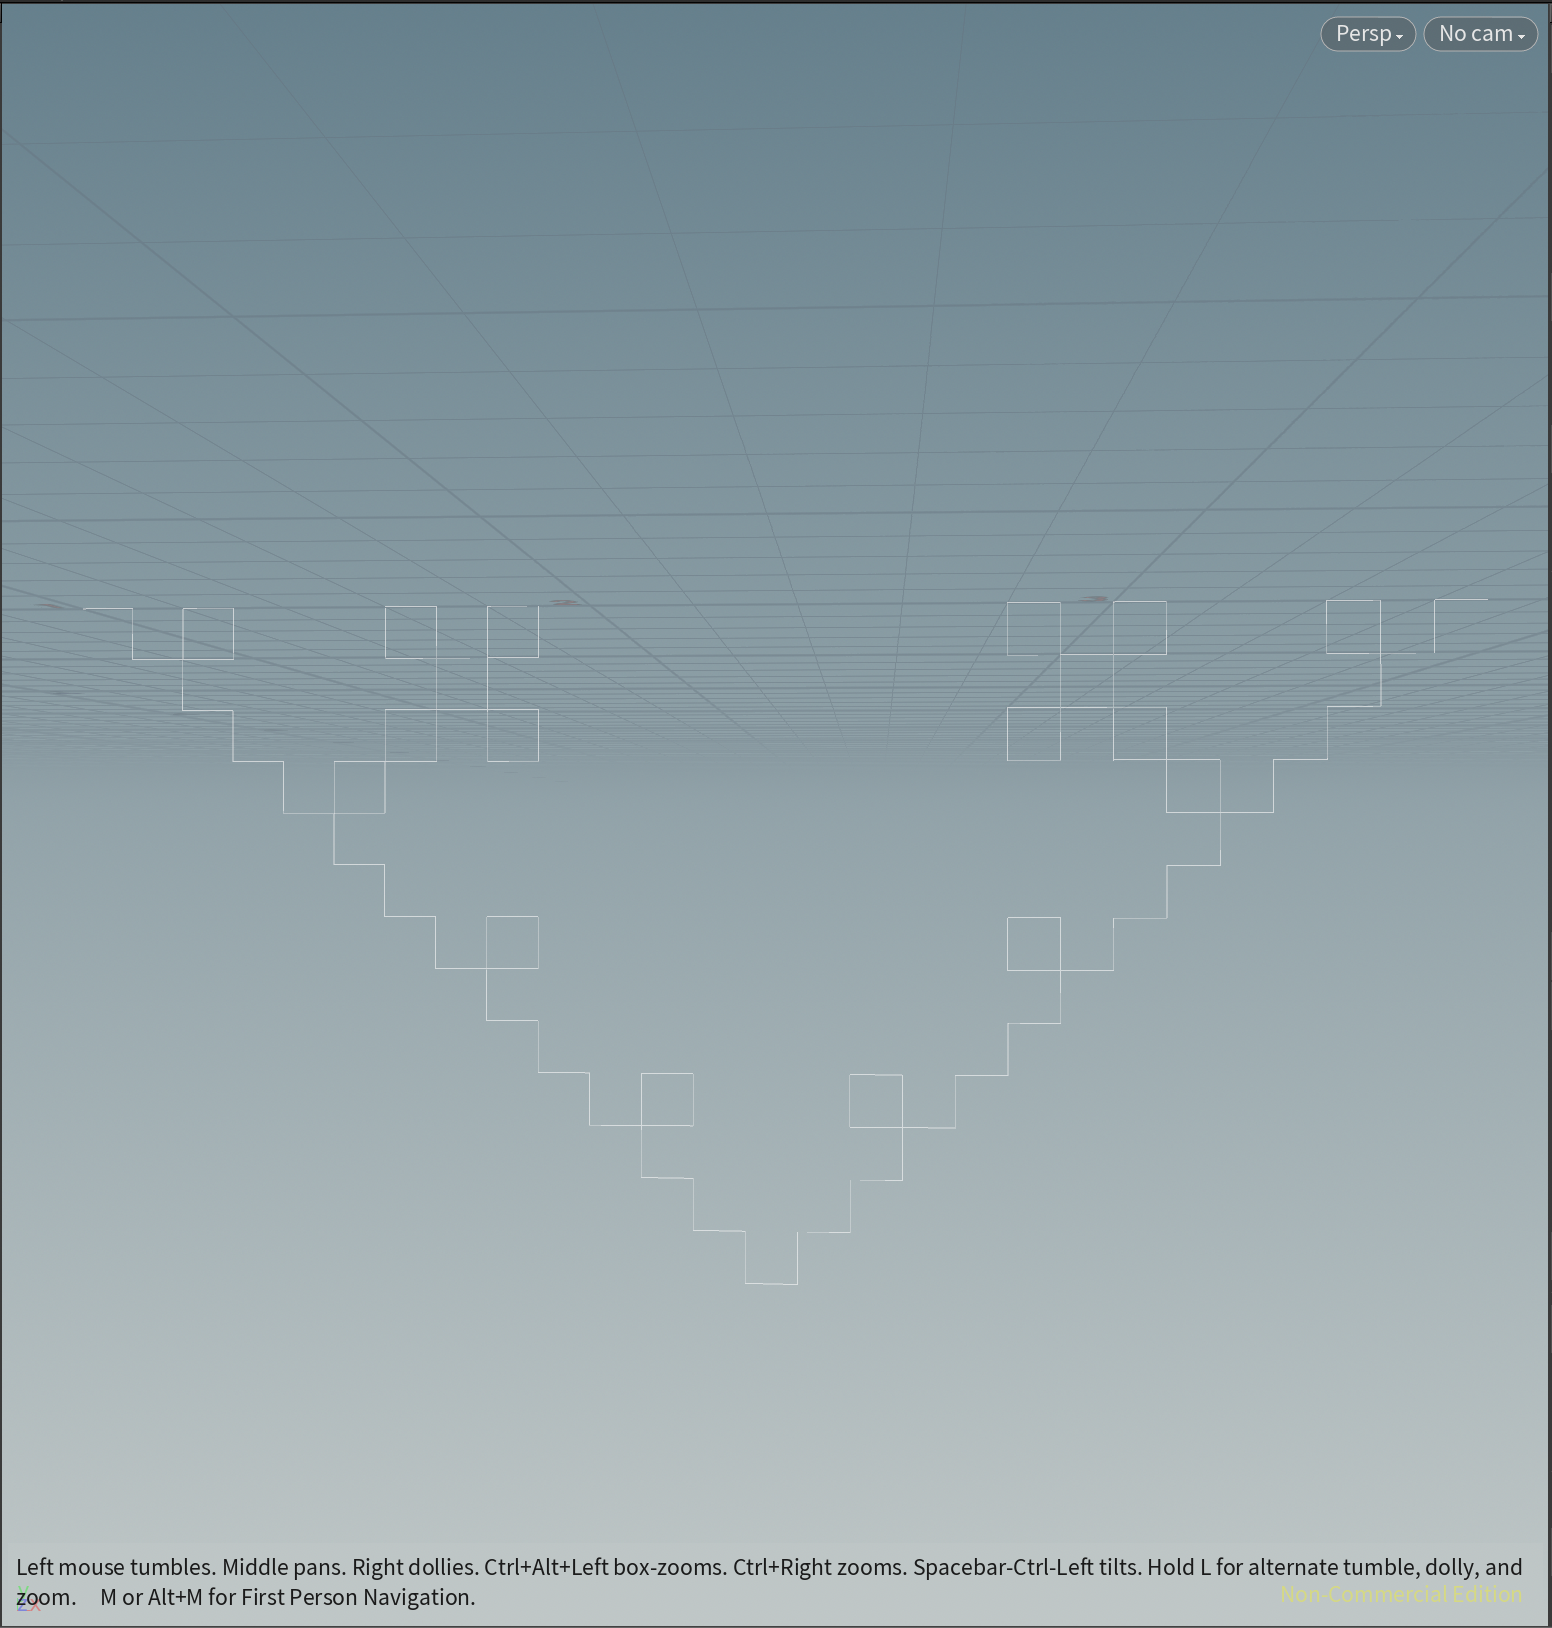 Persp
No cam
Left mouse tumbles. Middle pans. Right dollies. Ctrl+Alt+Left box-zooms. Ctrl+Right zooms. Spacebar-Ctrl-Left tilts. Hold L for alternate tumble, dolly, and
zoom. M or Alt+M for First Person Navigation.
Non-Commercial Edition
y
z x